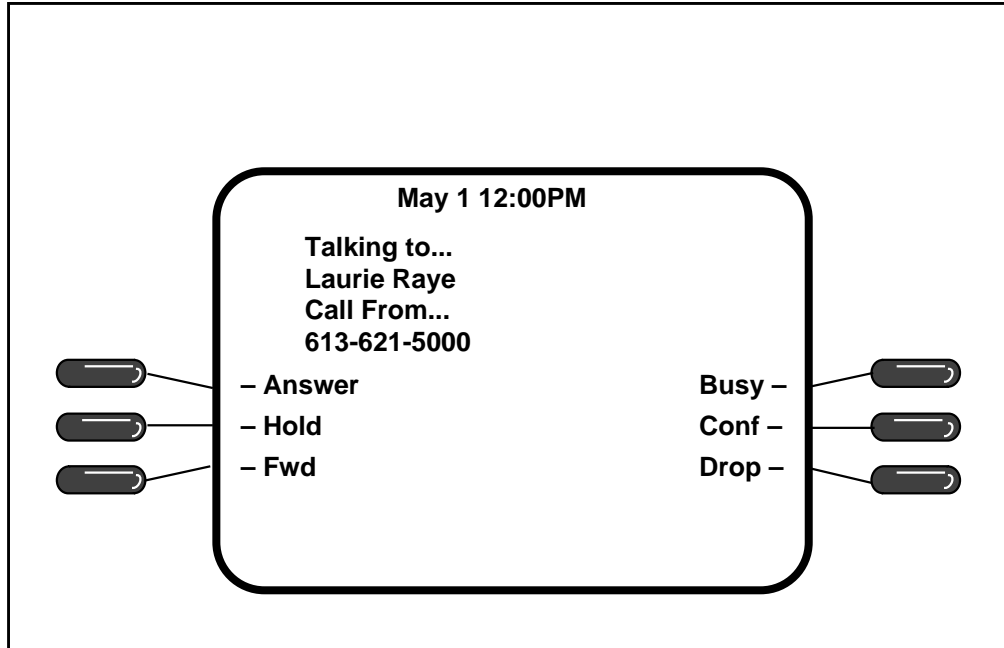 May 1 12:00PM
Talking to...
Laurie Raye
Call From...
613-621-5000
– Answer Busy –
– Hold Conf –
– Fwd Drop –